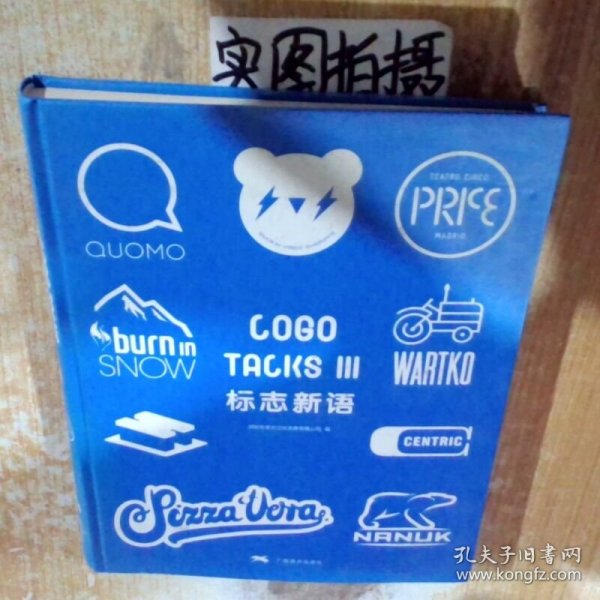 实图拍摄
QUOMO
TEATRO CIRCO
PRICE
MADRID
burn in
SNOW
LOGO
TALKS III
标志新语
WARTKO
CENTRIC
Pizza Vera
NANUK
孔夫子旧书网
www.kongfz.com